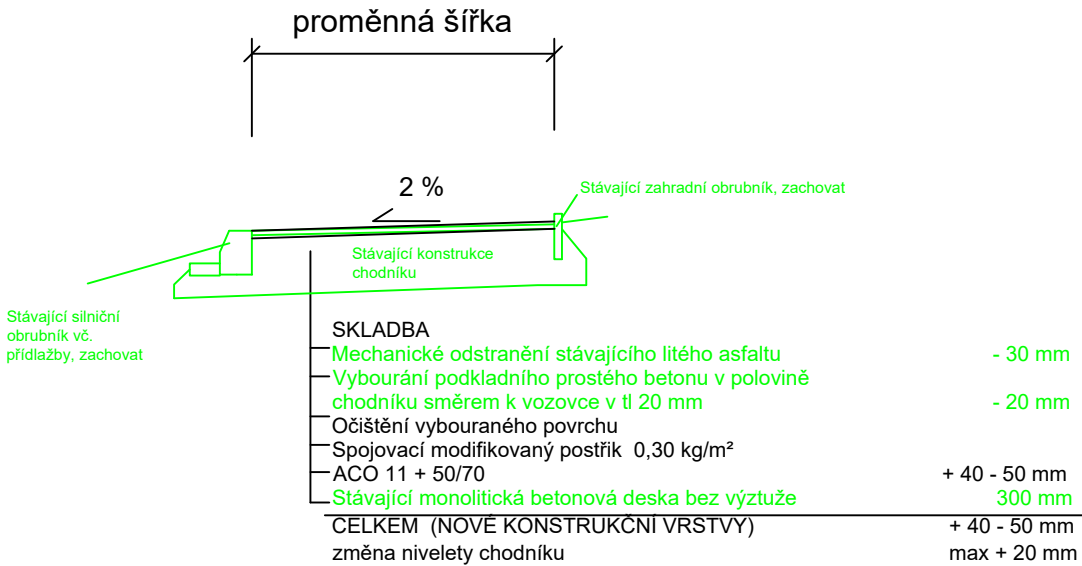 proměnná šířka
2 %
Stávající zahradní obrubník, zachovat
Stávající konstrukce
chodníku
Stávající silniční
obrubník vč.
přídlažby, zachovat
SKLADBA
Mechanické odstranění stávajícího litého asfaltu - 30 mm
Vybourání podkladního prostého betonu v polovině
chodníku směrem k vozovce v tl 20 mm - 20 mm
Očištění vybouraného povrchu
Spojovací modifikovaný postřik 0,30 kg/m²
ACO 11 + 50/70 + 40 - 50 mm
Stávající monolitická betonová deska bez výztuže 300 mm
CELKEM (NOVÉ KONSTRUKČNÍ VRSTVY) + 40 - 50 mm
změna nivelety chodníku max + 20 mm